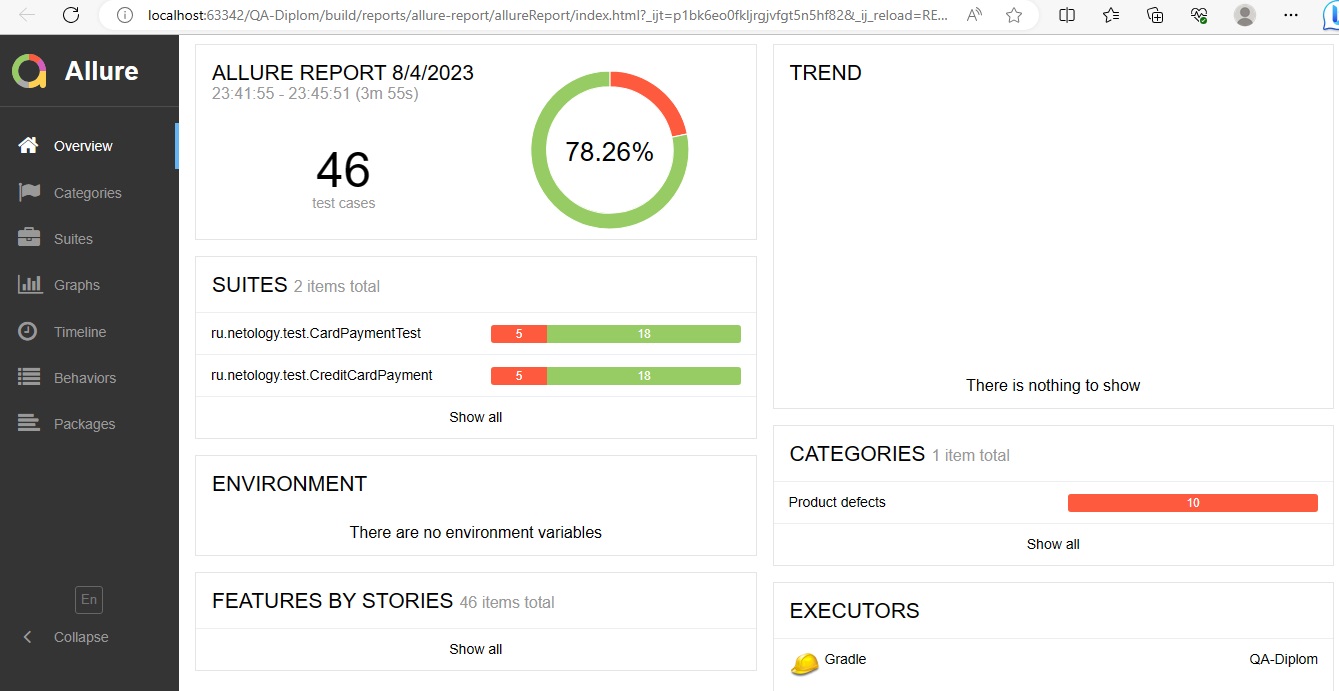 localhost:63342/QA-Diplom/build/reports/allure-report/allureReport/index.html?_ijt=p1bk6eo0fkljrgjvfgt5n5hf82&_ij_reload=RE...
Allure
Overview
Categories
Suites
Graphs
Timeline
Behaviors
Packages
En
Collapse
ALLURE REPORT 8/4/2023
23:41:55 - 23:45:51 (3m 55s)
46
test cases
78.26%
SUITES 2 items total
ru.netology.test.CardPaymentTest 5 18
ru.netology.test.CreditCardPayment 5 18
Show all
ENVIRONMENT
There are no environment variables
FEATURES BY STORIES 46 items total
Show all
TREND
There is nothing to show
CATEGORIES 1 item total
Product defects 10
Show all
EXECUTORS
Gradle QA-Diplom